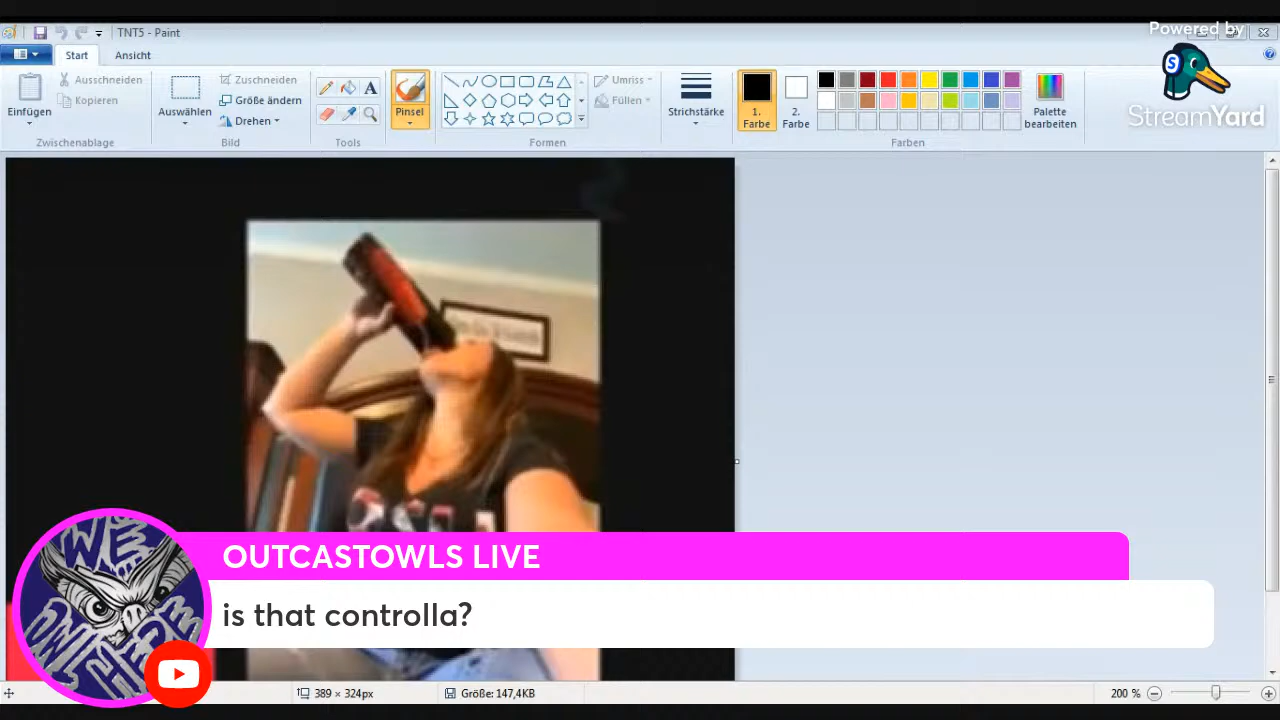 TNT5 - Paint
Powered by
StreamYard
Start
Ansicht
Einfügen
Ausschneiden
Kopieren
Zwischenablage
Auswählen
Zuschneiden
Größe ändern
Drehen
Bild
A
Tools
Pinsel
Formen
Umriss
Füllen
Strichstärke
1.
Farbe
2.
Farbe
Palette
bearbeiten
Farben
OUTCASTOWLS LIVE
is that controlla?
WE
389 × 324px
Größe: 147,4KB
200 %